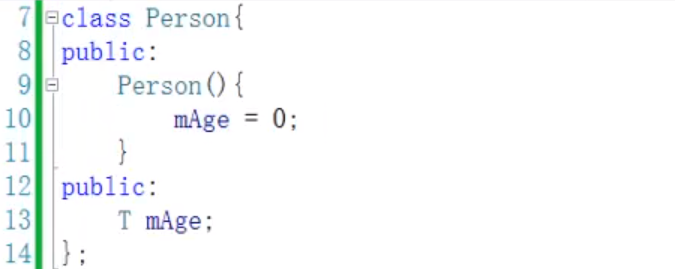 7 class Person{
8 public:
9     Person(){
10         mAge = 0;
11     }
12 public:
13     T mAge;
14 };